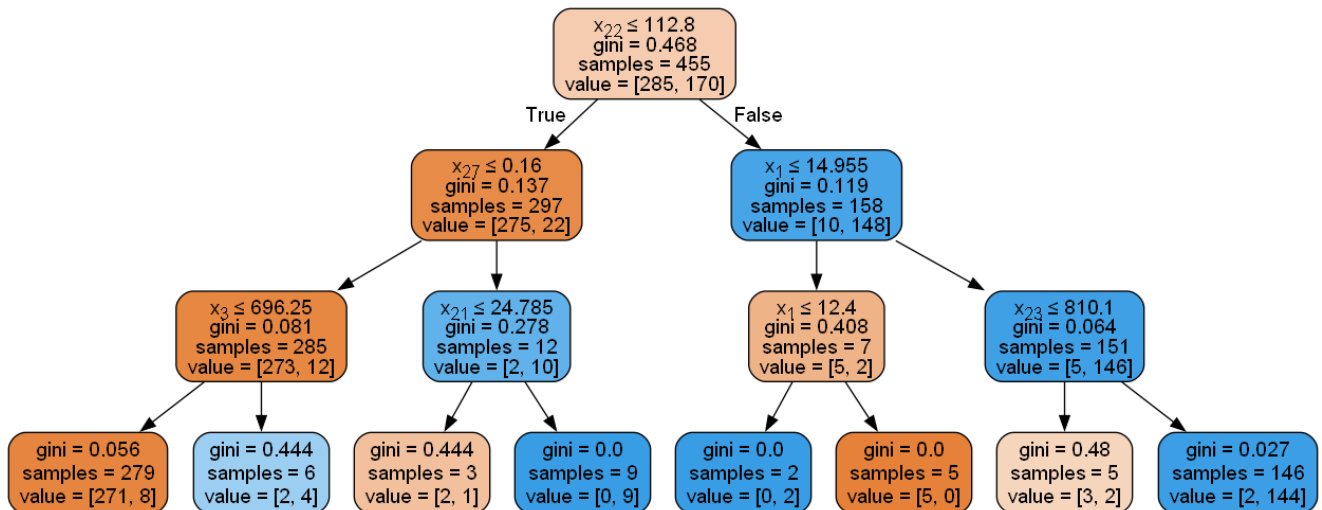 x₂₂ ≤ 112.8
gini = 0.468
samples = 455
value = [285, 170]
True
False
x₂₇ ≤ 0.16
gini = 0.137
samples = 297
value = [275, 22]
x₁ ≤ 14.955
gini = 0.119
samples = 158
value = [10, 148]
x₃ ≤ 696.25
gini = 0.081
samples = 285
value = [273, 12]
x₂₁ ≤ 24.785
gini = 0.278
samples = 12
value = [2, 10]
x₁ ≤ 12.4
gini = 0.408
samples = 7
value = [5, 2]
x₂₃ ≤ 810.1
gini = 0.064
samples = 151
value = [5, 146]
gini = 0.056
samples = 279
value = [271, 8]
gini = 0.444
samples = 6
value = [2, 4]
gini = 0.444
samples = 3
value = [2, 1]
gini = 0.0
samples = 9
value = [0, 9]
gini = 0.0
samples = 2
value = [0, 2]
gini = 0.0
samples = 5
value = [5, 0]
gini = 0.48
samples = 5
value = [3, 2]
gini = 0.027
samples = 146
value = [2, 144]